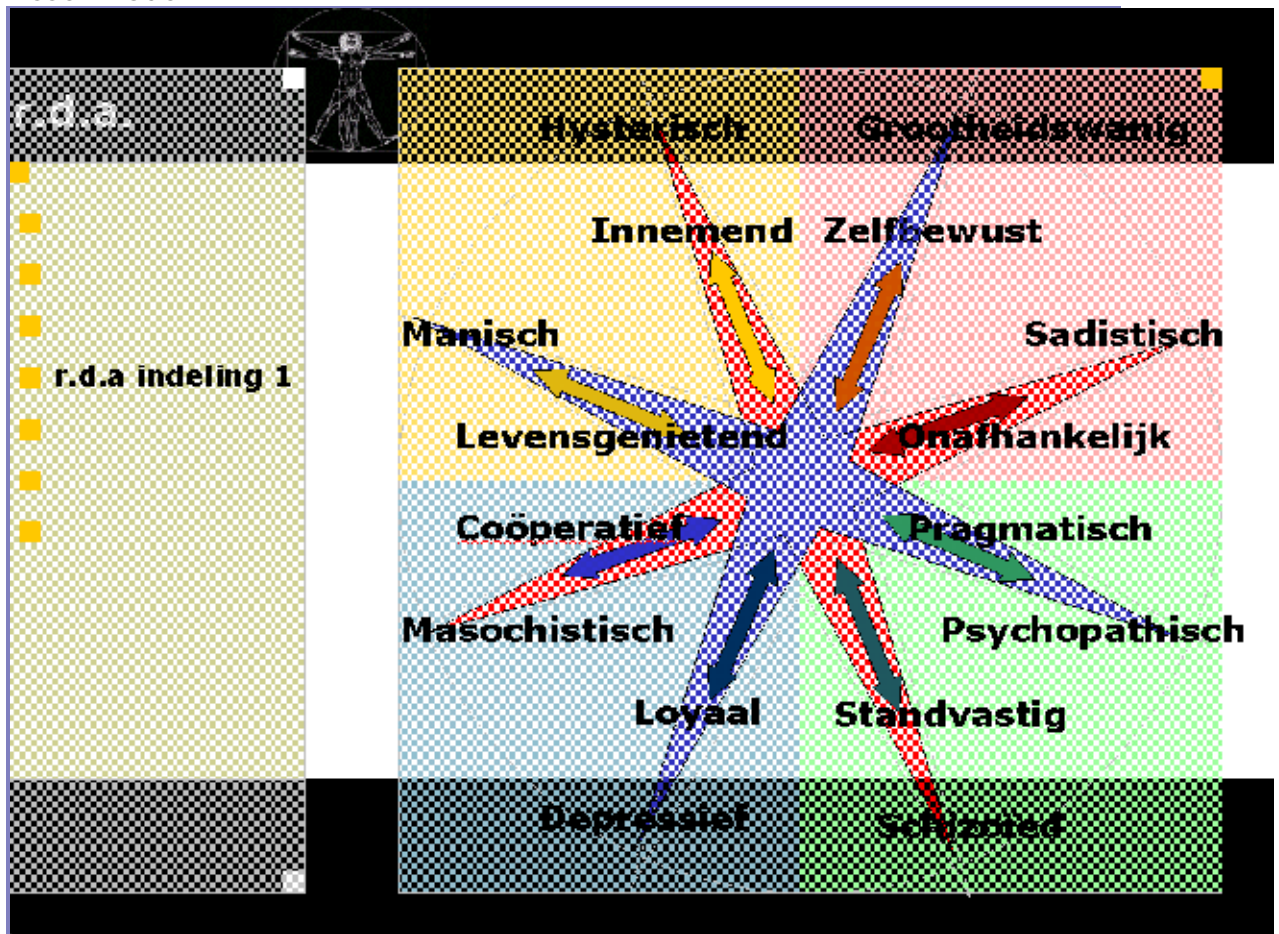 r.d.a.
r.d.a indeling 1
Hysterisch
Grootheidswanig
Innemend
Zelfbewust
Manisch
Sadistisch
Levensgenietend
Onafhankelijk
Coöperatief
Pragmatisch
Masochistisch
Psychopathisch
Loyaal
Standvastig
Depressief
Schizoïed